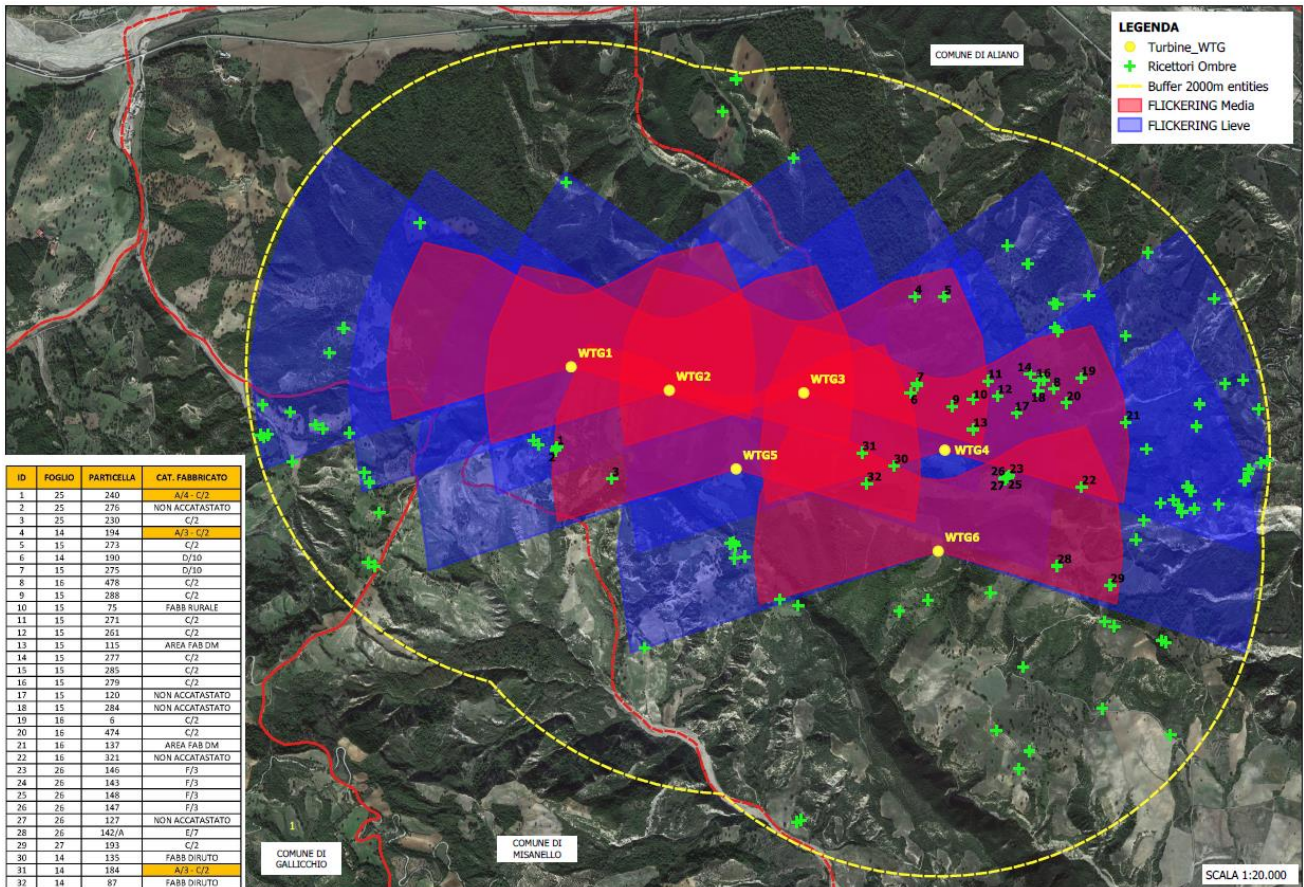 LEGENDA
Turbine_WTG
Ricettori Ombre
Buffer 2000m entities
FLICKERING Media
FLICKERING Lieve
COMUNE DI ALIANO
4
5
WTG1
WTG2
WTG3
7
6
9
10
11
12
13
14
16
18
8
19
20
17
21
1
2
3
WTG5
31
30
32
WTG4
26 23
27 25
22
WTG6
28
29
ID FOGLIO PARTICELLA CAT. FABBRICATO
1 25 240 A/4 - C/2
2 25 276 NON ACCATASTATO
3 25 230 C/2
4 14 194 A/3 - C/2
5 15 273 C/2
6 14 190 D/10
7 15 275 D/10
8 16 478 C/2
9 15 288 C/2
10 15 75 FABB RURALE
11 15 271 C/2
12 15 261 C/2
13 15 115 AREA FAB DM
14 15 277 C/2
15 15 285 C/2
16 15 279 C/2
17 15 120 NON ACCATASTATO
18 15 284 NON ACCATASTATO
19 16 6 C/2
20 16 474 C/2
21 16 137 AREA FAB DM
22 16 321 NON ACCATASTATO
23 26 146 F/3
24 26 143 F/3
25 26 148 F/3
26 26 147 F/3
27 26 127 NON ACCATASTATO
28 26 142/A E/7
29 27 193 C/2
30 14 135 FABB DIRUTO
31 14 184 A/3 - C/2
32 14 87 FABB DIRUTO
1
COMUNE DI
GALLICCHIO
COMUNE DI
MISANELLO
SCALA 1:20.000